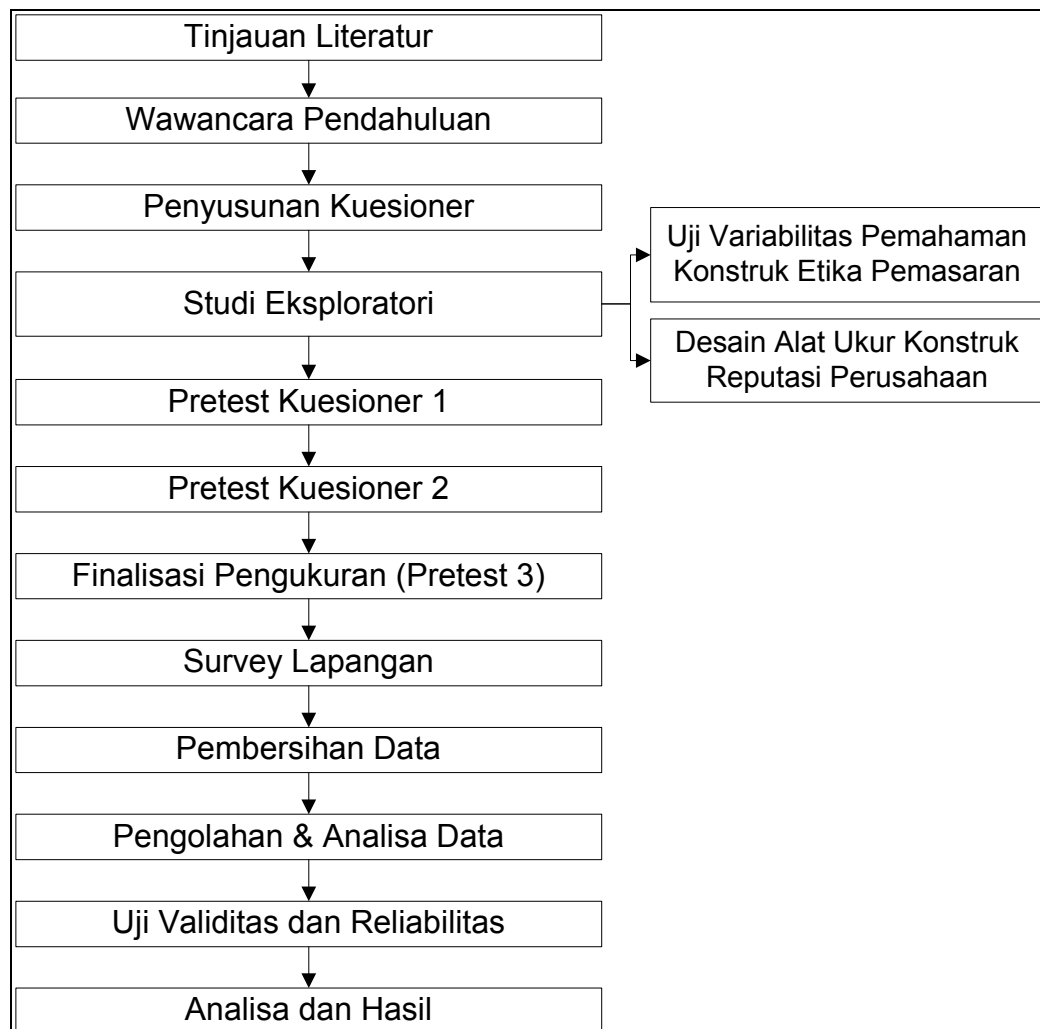 Tinjauan Literatur
Wawancara Pendahuluan
Penyusunan Kuesioner
Studi Eksploratori
Uji Variabilitas Pemahaman
Konstruk Etika Pemasaran
Desain Alat Ukur Konstruk
Reputasi Perusahaan
Pretest Kuesioner 1
Pretest Kuesioner 2
Finalisasi Pengukuran (Pretest 3)
Survey Lapangan
Pembersihan Data
Pengolahan & Analisa Data
Uji Validitas dan Reliabilitas
Analisa dan Hasil